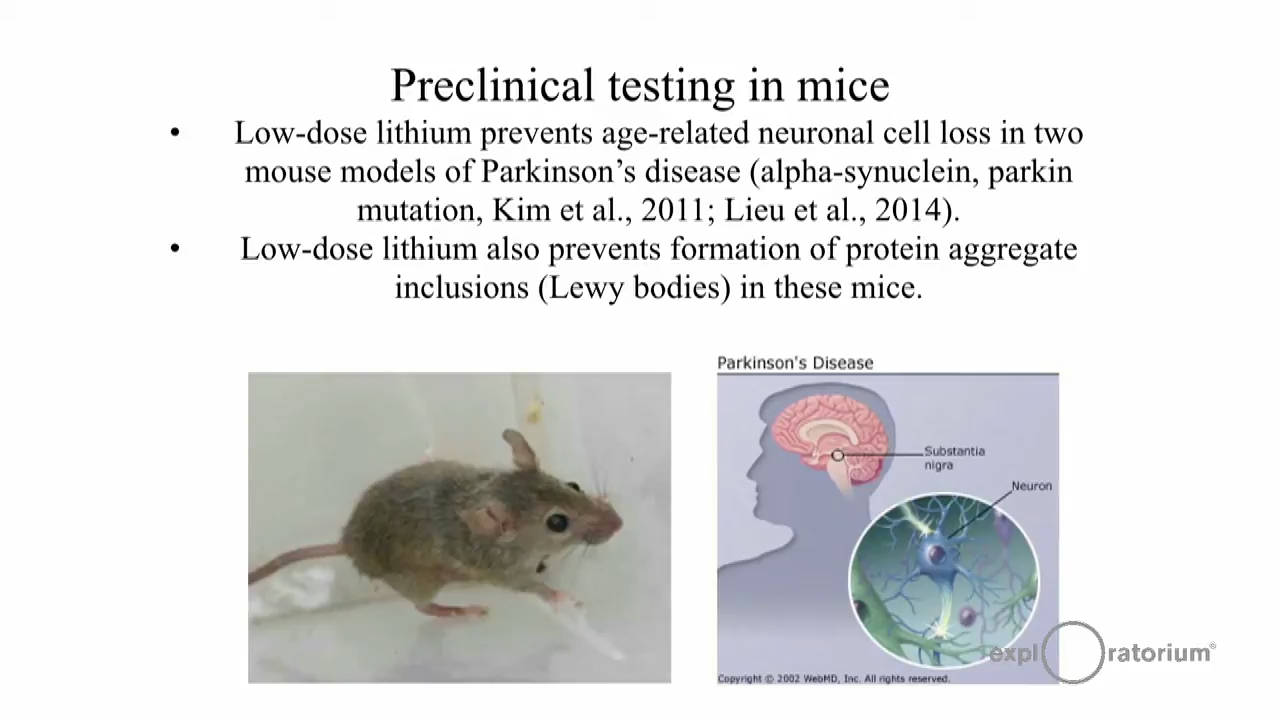 Preclinical testing in mice
• Low-dose lithium prevents age-related neuronal cell loss in two
mouse models of Parkinson’s disease (alpha-synuclein, parkin
mutation, Kim et al., 2011; Lieu et al., 2014).
• Low-dose lithium also prevents formation of protein aggregate
inclusions (Lewy bodies) in these mice.
Parkinson's Disease
Substantia
nigra
Neuron
Copyright © 2002 WebMD, Inc. All rights reserved.
expl○ratorium®